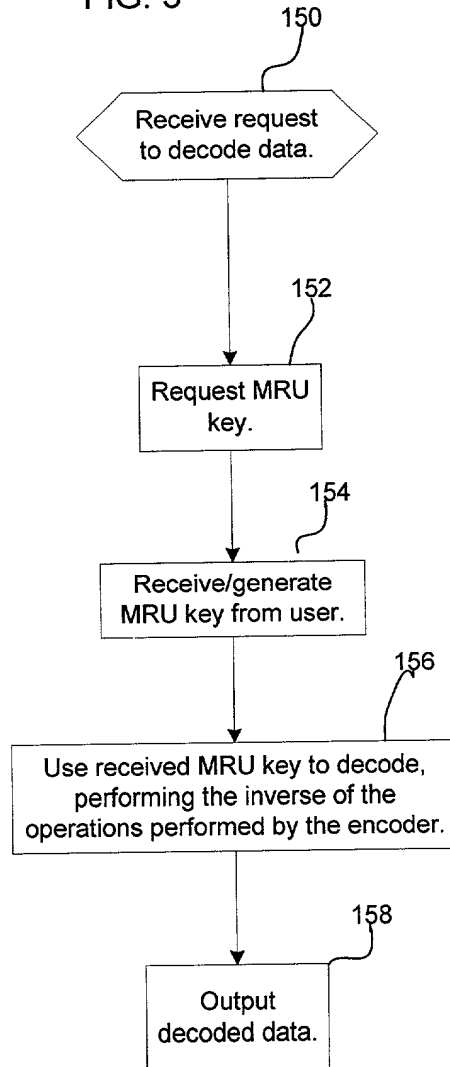 150
Receive request
to decode data.
152
Request MRU
key.
154
Receive/generate
MRU key from user.
156
Use received MRU key to decode,
performing the inverse of the
operations performed by the encoder.
158
Output
decoded data.